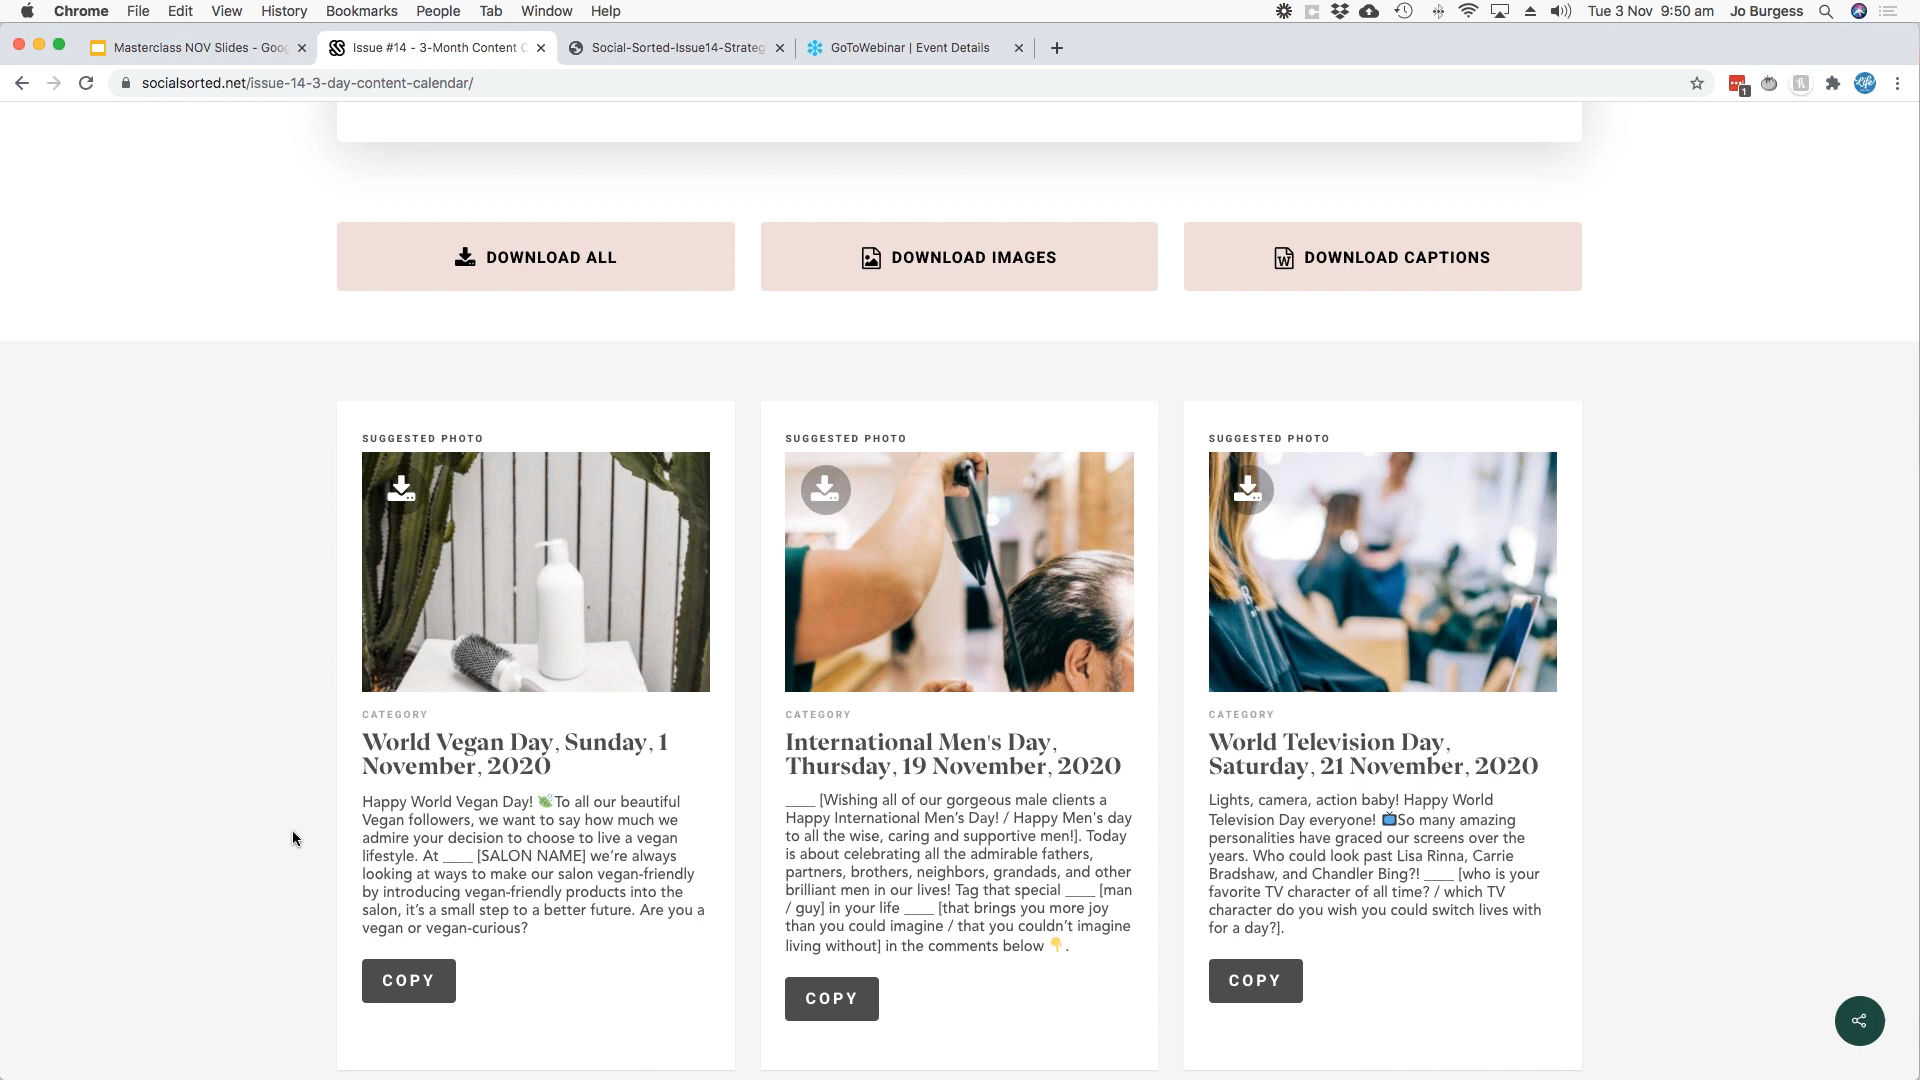 Chrome File Edit View History Bookmarks People Tab Window Help
Tue 3 Nov 9:50 am Jo Burgess
Masterclass NOV Slides - Goog
Issue #14 - 3-Month Content C
Social-Sorted-Issue14-Strateg
GoToWebinar | Event Details
socialsorted.net/issue-14-3-day-content-calendar/
1
Life
DOWNLOAD ALL
DOWNLOAD IMAGES
W
DOWNLOAD CAPTIONS
SUGGESTED PHOTO
CATEGORY
World Vegan Day, Sunday, 1
November, 2020
Happy World Vegan Day! 🌿To all our beautiful
Vegan followers, we want to say how much we
admire your decision to choose to live a vegan
lifestyle. At ____ [SALON NAME] we’re always
looking at ways to make our salon vegan-friendly
by introducing vegan-friendly products into the
salon, it’s a small step to a better future. Are you a
vegan or vegan-curious?
COPY
SUGGESTED PHOTO
CATEGORY
International Men's Day,
Thursday, 19 November, 2020
____ [Wishing all of our gorgeous male clients a
Happy International Men’s Day! / Happy Men's day
to all the wise, caring and supportive men!]. Today
is about celebrating all the admirable fathers,
partners, brothers, neighbors, grandads, and other
brilliant men in our lives! Tag that special ____ [man
/ guy] in your life ____ [that brings you more joy
than you could imagine / that you couldn’t imagine
living without] in the comments below 👇.
COPY
SUGGESTED PHOTO
CATEGORY
World Television Day,
Saturday, 21 November, 2020
Lights, camera, action baby! Happy World
Television Day everyone! 📺So many amazing
personalities have graced our screens over the
years. Who could look past Lisa Rinna, Carrie
Bradshaw, and Chandler Bing?! ____ [who is your
favorite TV character of all time? / which TV
character do you wish you could switch lives with
for a day?].
COPY